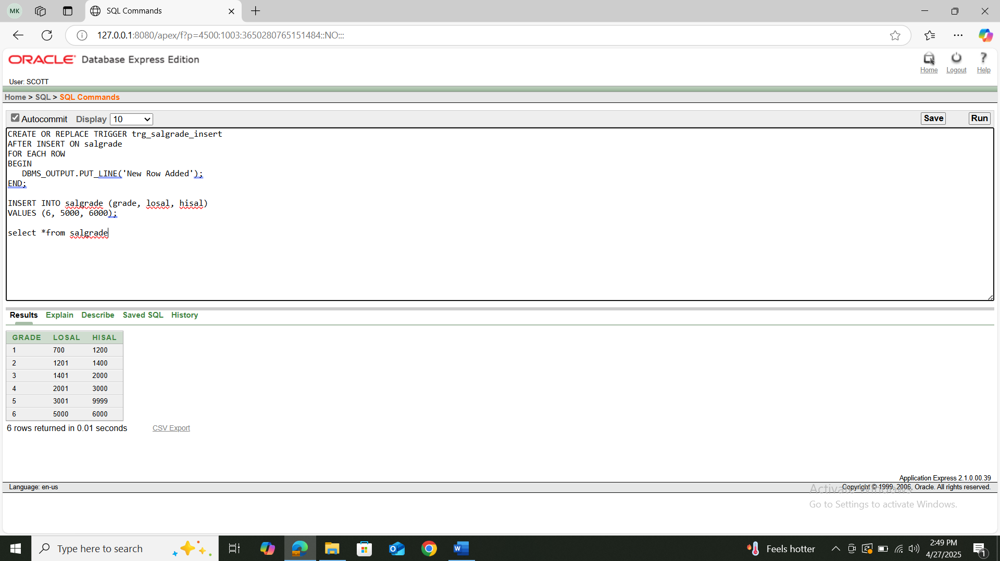 MK
SQL Commands
127.0.0.1:8080/apex/f?p=4500:1003:3650280765151484::NO:::
ORACLE Database Express Edition
Home
Logout
Help
User: SCOTT
Home > SQL > SQL Commands
Autocommit Display 10
Save
Run
CREATE OR REPLACE TRIGGER trg_salgrade_insert
AFTER INSERT ON salgrade
FOR EACH ROW
BEGIN
DBMS_OUTPUT.PUT_LINE('New Row Added');
END;
INSERT INTO salgrade (grade, losal, hisal)
VALUES (6, 5000, 6000);
select *from salgrade
Results Explain Describe Saved SQL History
GRADE LOSAL HISAL
1 700 1200
2 1201 1400
3 1401 2000
4 2001 3000
5 3001 9999
6 5000 6000
6 rows returned in 0.01 seconds CSV Export
Application Express 2.1.0.00.39
Language: en-us
Copyright © 1999, 2006, Oracle. All rights reserved.
Activate Windows
Go to Settings to activate Windows.
Type here to search
Feels hotter
2:49 PM
4/27/2025
1